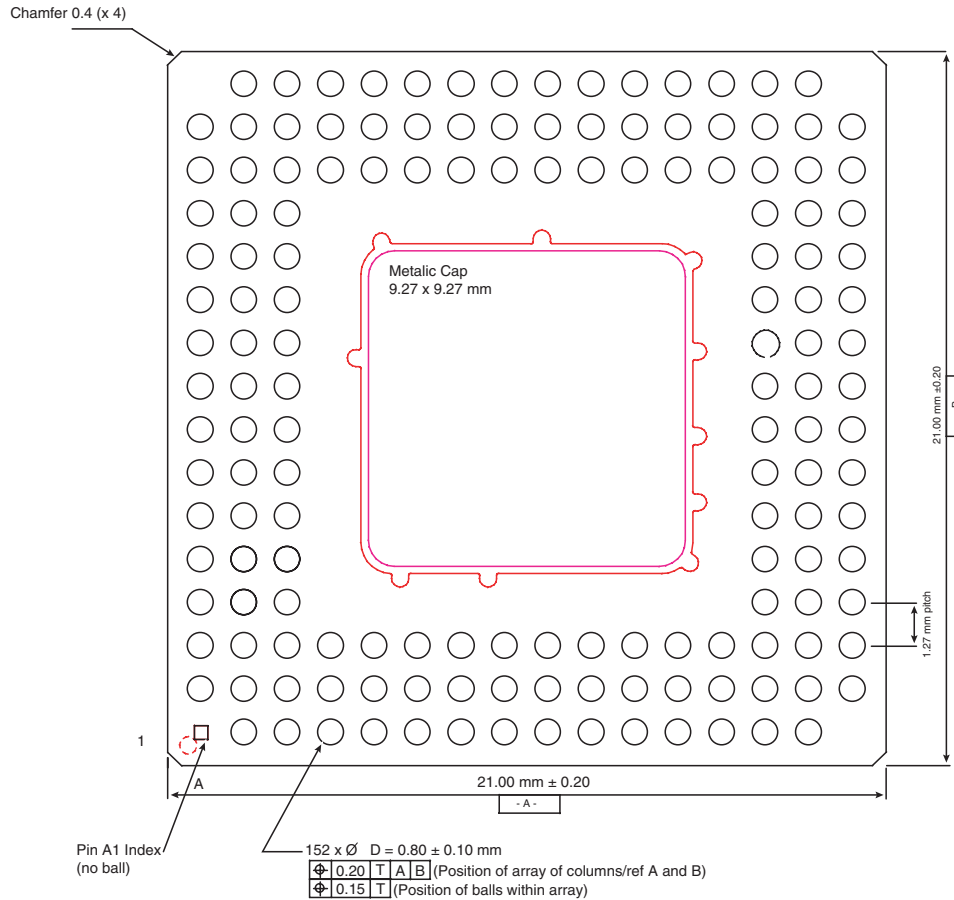 Chamfer 0.4 (x 4)
Metalic Cap
9.27 x 9.27 mm
21.00 mm ±0.20
1.27 mm pitch
1
A
21.00 mm ± 0.20
- A -
Pin A1 Index
(no ball)
152 x Ø D = 0.80 ± 0.10 mm
⌖ 0.20 T A B (Position of array of columns/ref A and B)
⌖ 0.15 T (Position of balls within array)